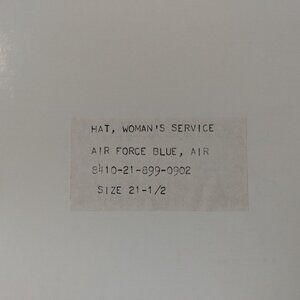 HAT, WOMAN'S SERVICE
AIR FORCE BLUE, AIR
8410-21-899-0902
SIZE 21-1/2